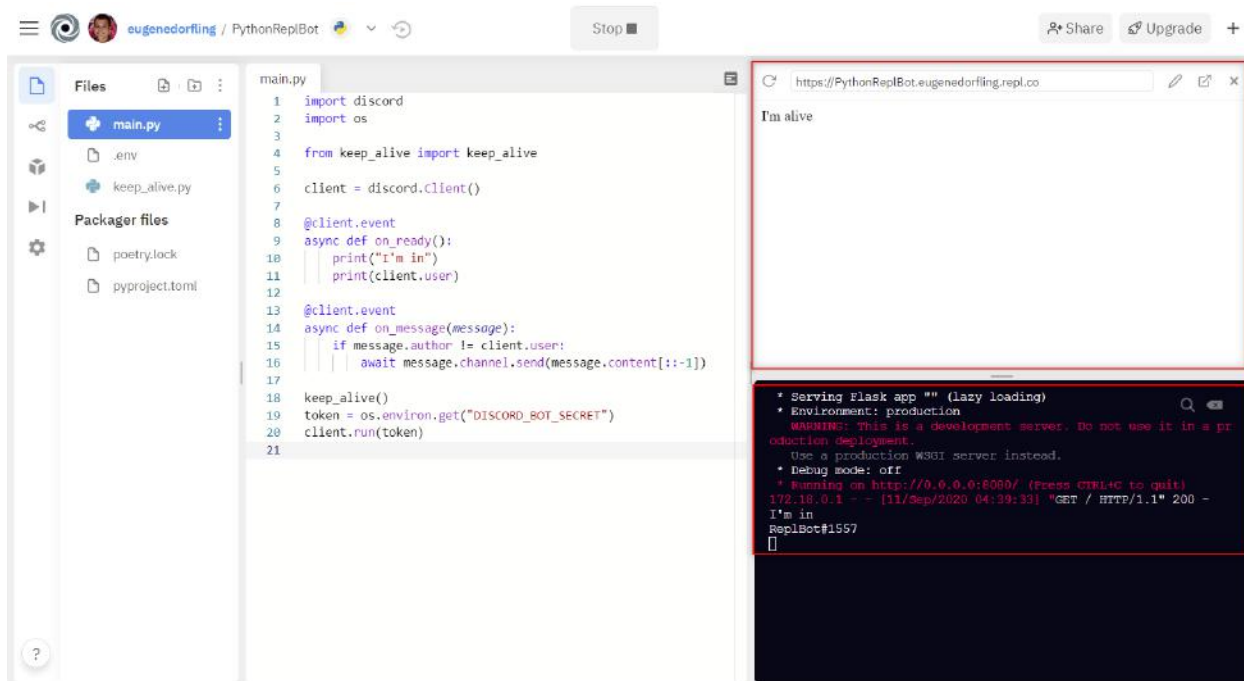 eugenedorfling / PythonReplBot
Stop
Share
Upgrade
Files
main.py
.env
keep_alive.py
Packager files
poetry.lock
pyproject.toml
?
main.py
1 import discord
2 import os
3
4 from keep_alive import keep_alive
5
6 client = discord.Client()
7
8 @client.event
9 async def on_ready():
10 print("I'm in")
11 print(client.user)
12
13 @client.event
14 async def on_message(message):
15 if message.author != client.user:
16 await message.channel.send(message.content[::-1])
17
18 keep_alive()
19 token = os.environ.get("DISCORD_BOT_SECRET")
20 client.run(token)
21
https://PythonReplBot.eugenedorfling.repl.co
I'm alive
* Serving Flask app "" (lazy loading)
* Environment: production
WARNING: This is a development server. Do not use it in a pr
oduction deployment.
Use a production WSGI server instead.
* Debug mode: off
* Running on http://0.0.0.0:8080/ (Press CTRL+C to quit)
172.18.0.1 - - [11/Sep/2020 04:39:33] "GET / HTTP/1.1" 200 -
I'm in
ReplBot#1557